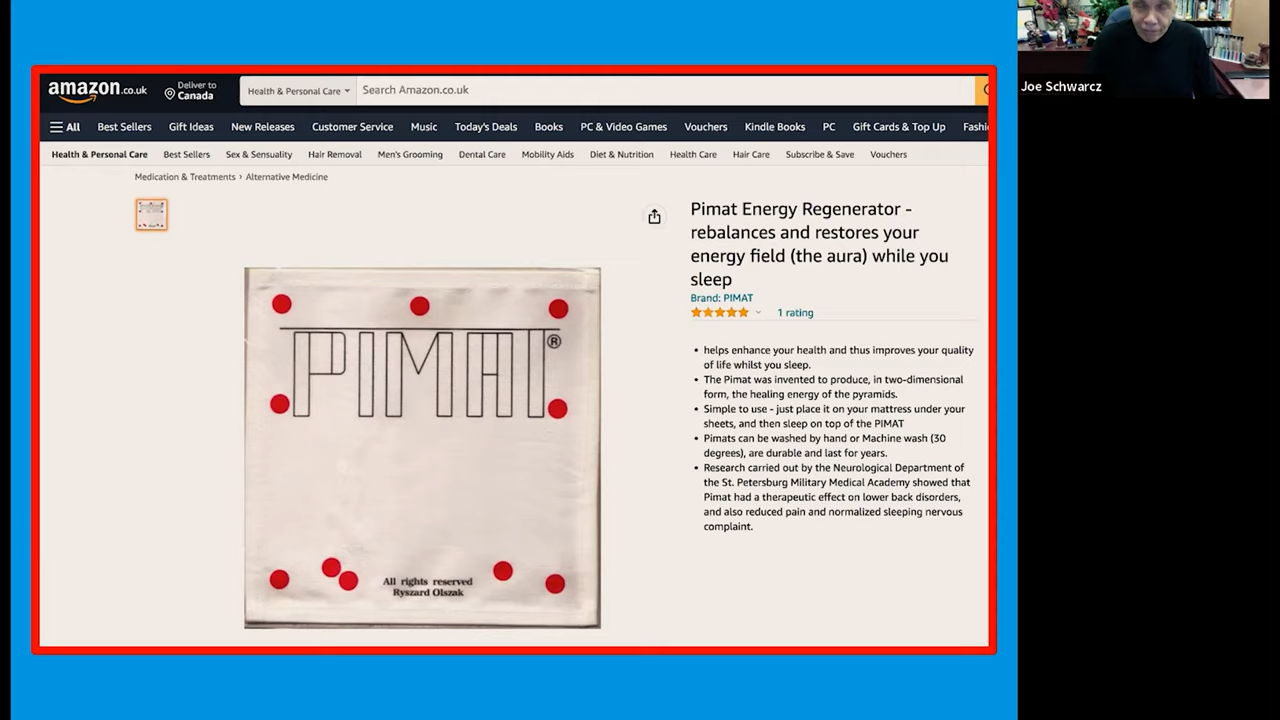 amazon.co.uk
Deliver to
Canada
Health & Personal Care
Search Amazon.co.uk
All
Best Sellers
Gift Ideas
New Releases
Customer Service
Music
Today's Deals
Books
PC & Video Games
Vouchers
Kindle Books
PC
Gift Cards & Top Up
Fashi
Health & Personal Care
Best Sellers
Sex & Sensuality
Hair Removal
Men's Grooming
Dental Care
Mobility Aids
Diet & Nutrition
Health Care
Hair Care
Subscribe & Save
Vouchers
Medication & Treatments › Alternative Medicine
PIMAT®
All rights reserved
Ryszard Olszak
Pimat Energy Regenerator -
rebalances and restores your
energy field (the aura) while you
sleep
Brand: PIMAT
1 rating
• helps enhance your health and thus improves your quality
of life whilst you sleep.
• The Pimat was invented to produce, in two-dimensional
form, the healing energy of the pyramids.
• Simple to use - just place it on your mattress under your
sheets, and then sleep on top of the PIMAT
• Pimats can be washed by hand or Machine wash (30
degrees), are durable and last for years.
• Research carried out by the Neurological Department of
the St. Petersburg Military Medical Academy showed that
Pimat had a therapeutic effect on lower back disorders,
and also reduced pain and normalized sleeping nervous
complaint.
Joe Schwarcz